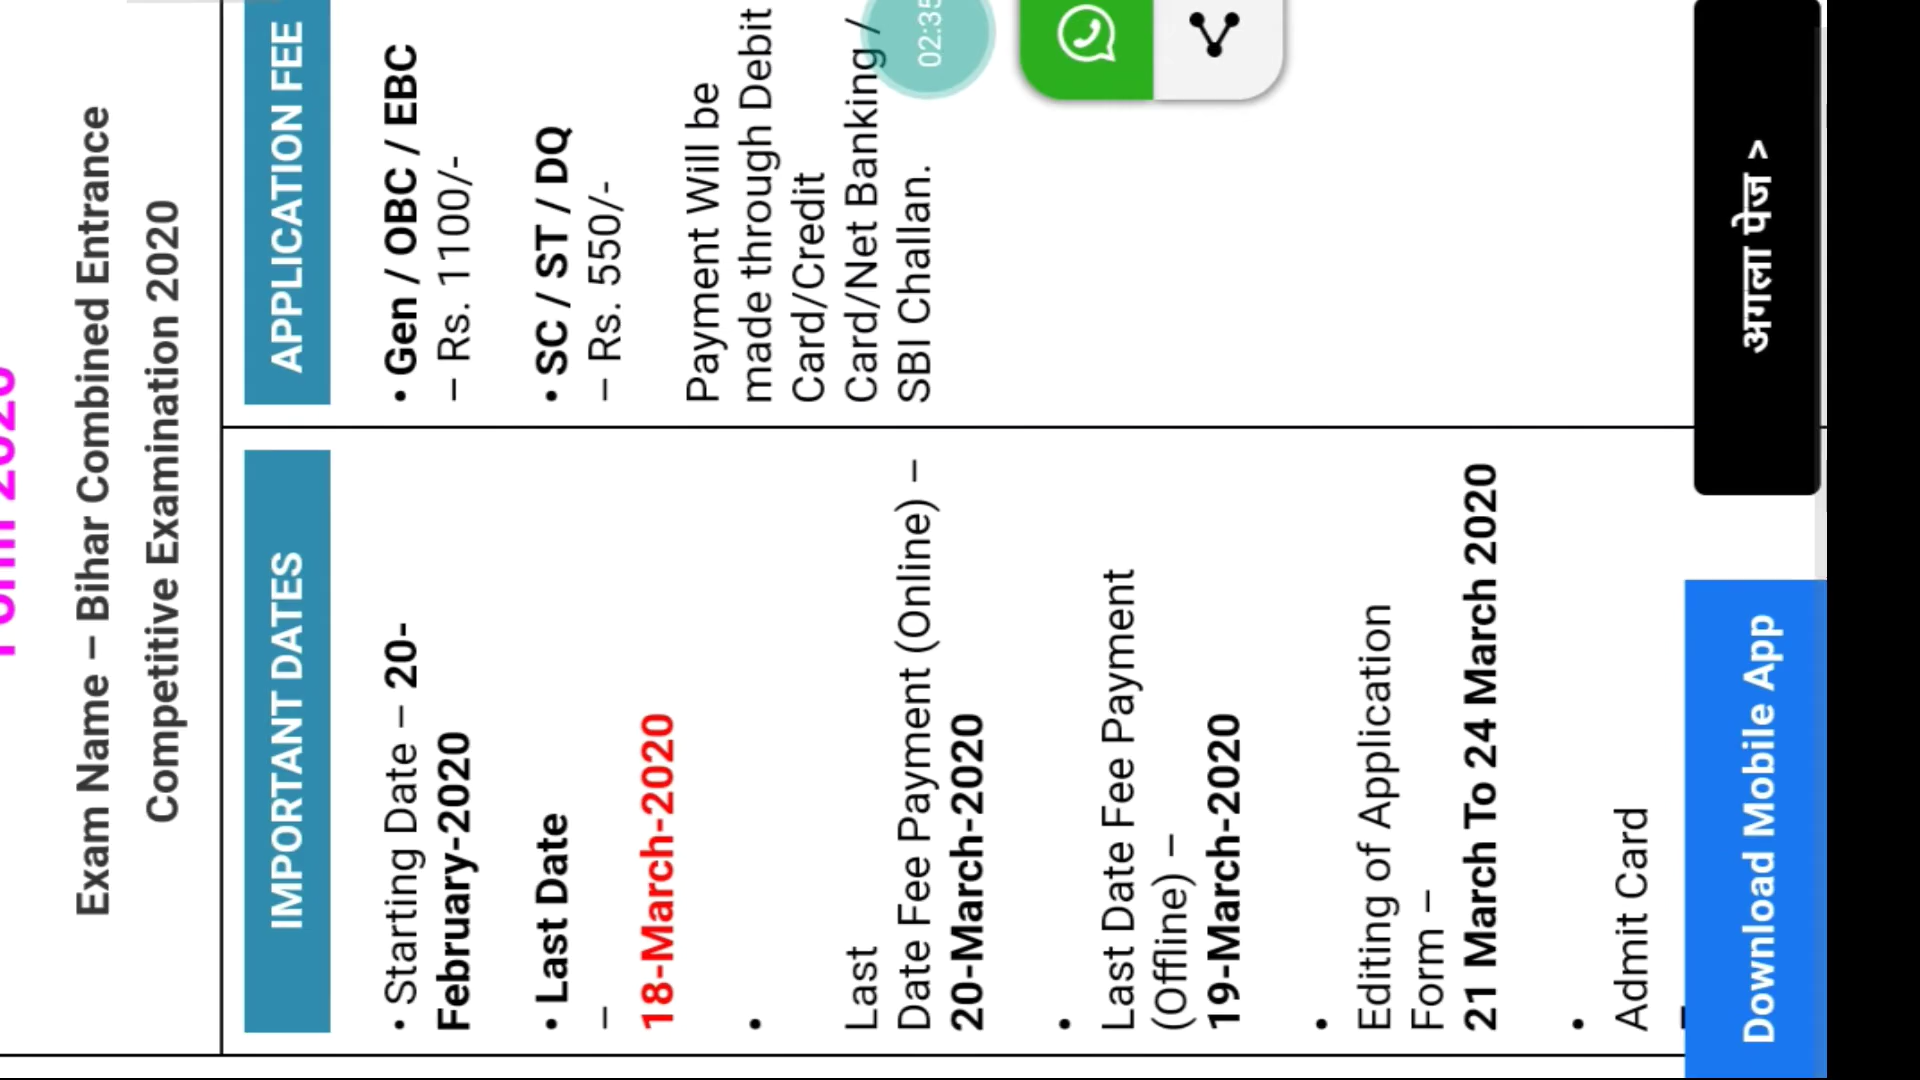 Exam Name – Bihar Combined Entrance
Competitive Examination 2020
IMPORTANT DATES
• Starting Date – 20-
February-2020
• Last Date
–
18-March-2020
•
Last
Date Fee Payment (Online) –
20-March-2020
•
Last Date Fee Payment
(Offline) –
19-March-2020
•
Editing of Application
Form –
21 March To 24 March 2020
•
Admit Card
APPLICATION FEE
• Gen / OBC / EBC
– Rs. 1100/-
• SC / ST / DQ
– Rs. 550/-
Payment Will be
made through Debit
Card/Credit
Card/Net Banking /
SBI Challan.
02:35
Download Mobile App
अगला पेज >